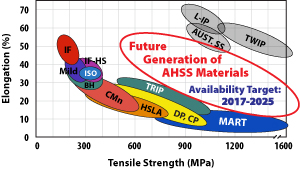 Elongation (%)
70
60
50
40
30
20
10
0
L-IP
AUST. SS
TWIP
Future
Generation of
AHSS Materials
Availability Target:
2017-2025
IF
IF-HS
Mild
ISO
BH
CMn
TRIP
HSLA
DP, CP
MART
0
300
600
900
1600
Tensile Strength (MPa)